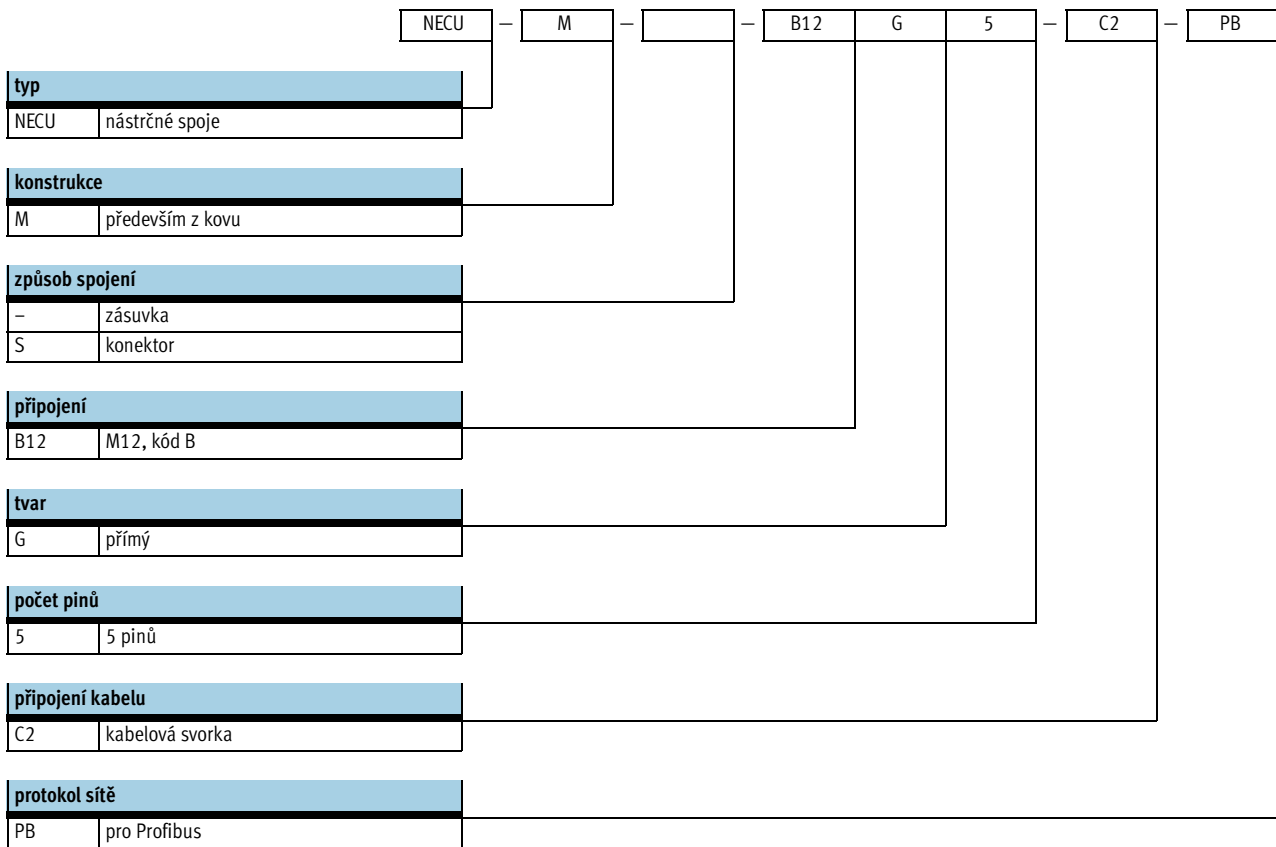 NECU – M – – B12 G 5 – C2 – PB
typ
NECU nástrčné spoje
konstrukce
M především z kovu
způsob spojení
– zásuvka
S konektor
připojení
B12 M12, kód B
tvar
G přímý
počet pinů
5 5 pinů
připojení kabelu
C2 kabelová svorka
protokol sítě
PB pro Profibus